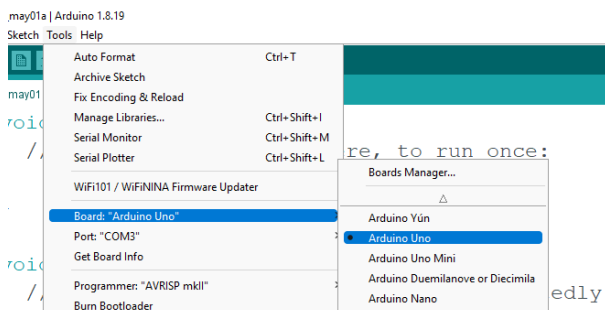 _may01a | Arduino 1.8.19
Sketch Tools Help
Auto Format Ctrl+T
Archive Sketch
may01
Fix Encoding & Reload
Manage Libraries... Ctrl+Shift+I
Serial Monitor Ctrl+Shift+M
// re, to run once:
Serial Plotter Ctrl+Shift+L
Boards Manager...
WiFi101 / WiFiNINA Firmware Updater
Board: "Arduino Uno"
Arduino Yún
Port: "COM3"
Arduino Uno
Get Board Info
Arduino Uno Mini
Programmer: "AVRISP mkII"
Arduino Duemilanove or Diecimila
// edly
Burn Bootloader
Arduino Nano